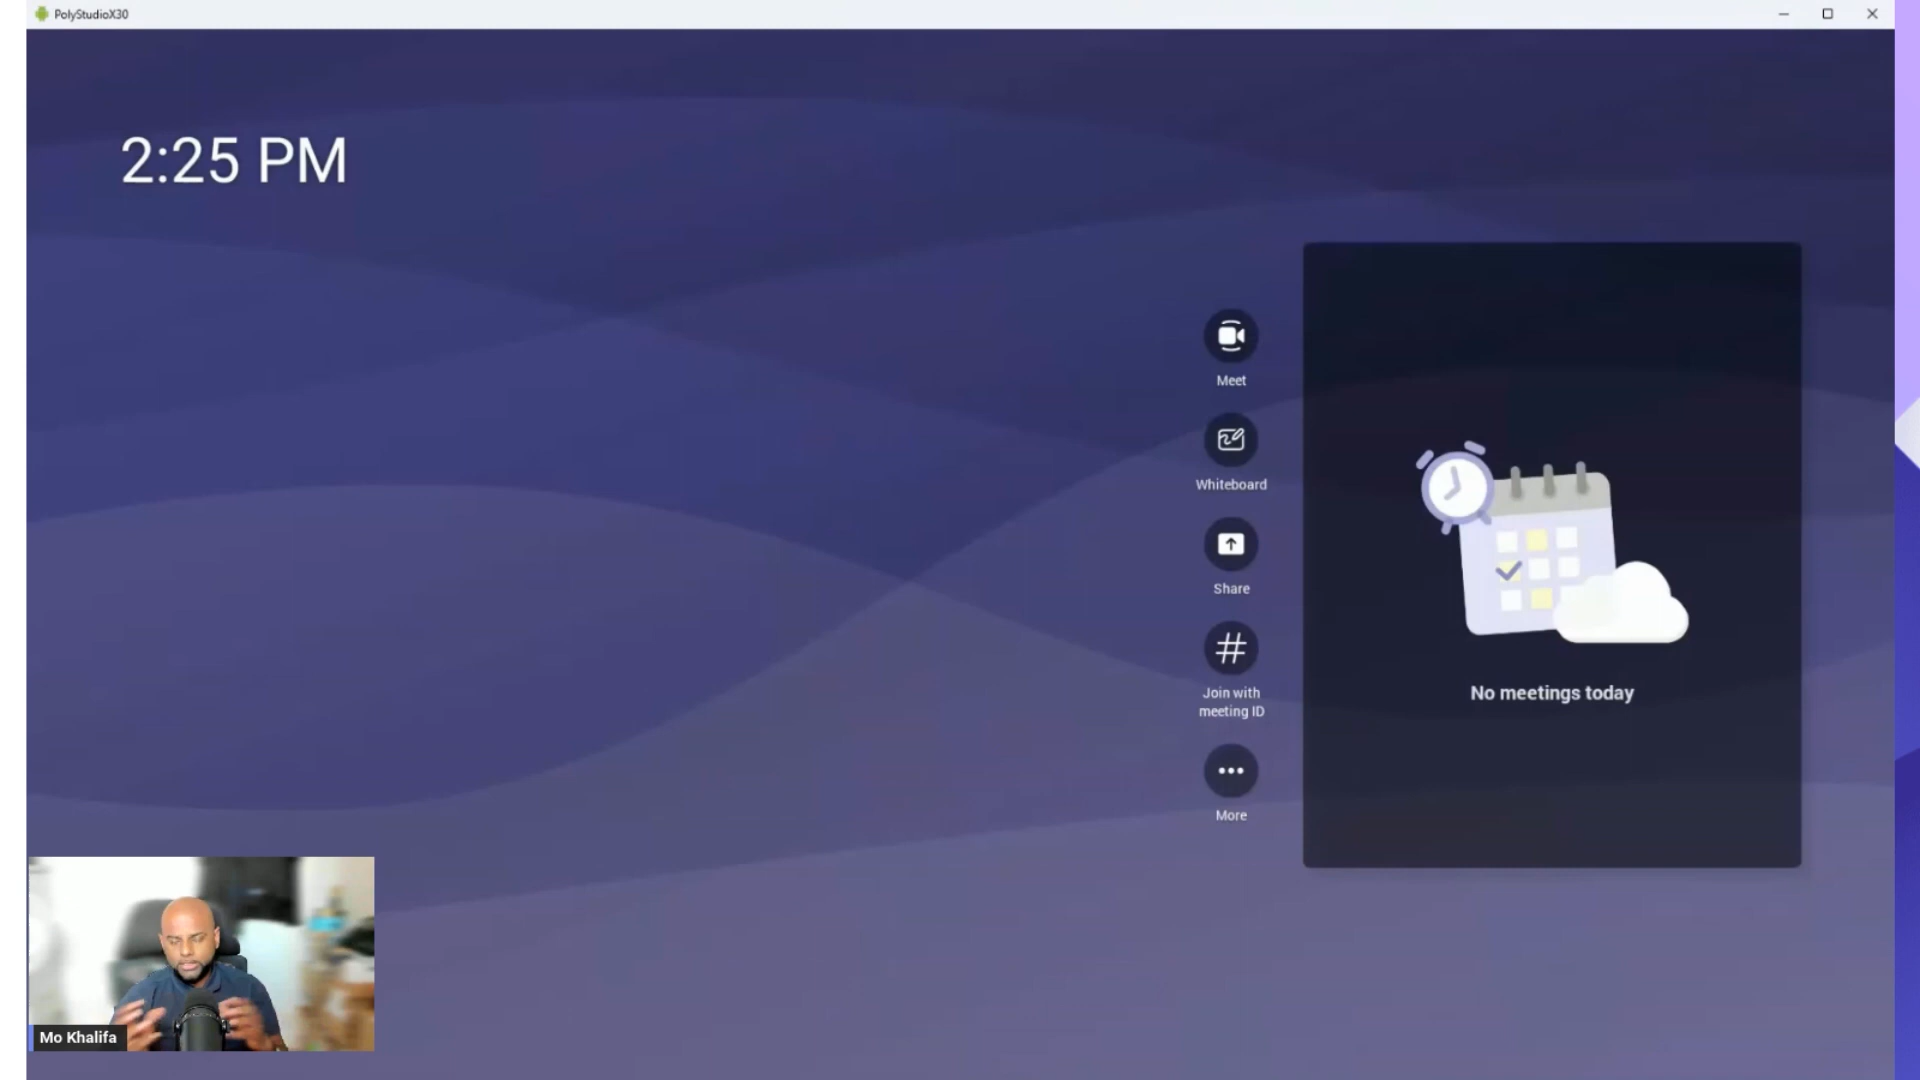 PolyStudioX30
2:25 PM
Meet
Whiteboard
Share
Join with
meeting ID
More
No meetings today
Mo Khalifa